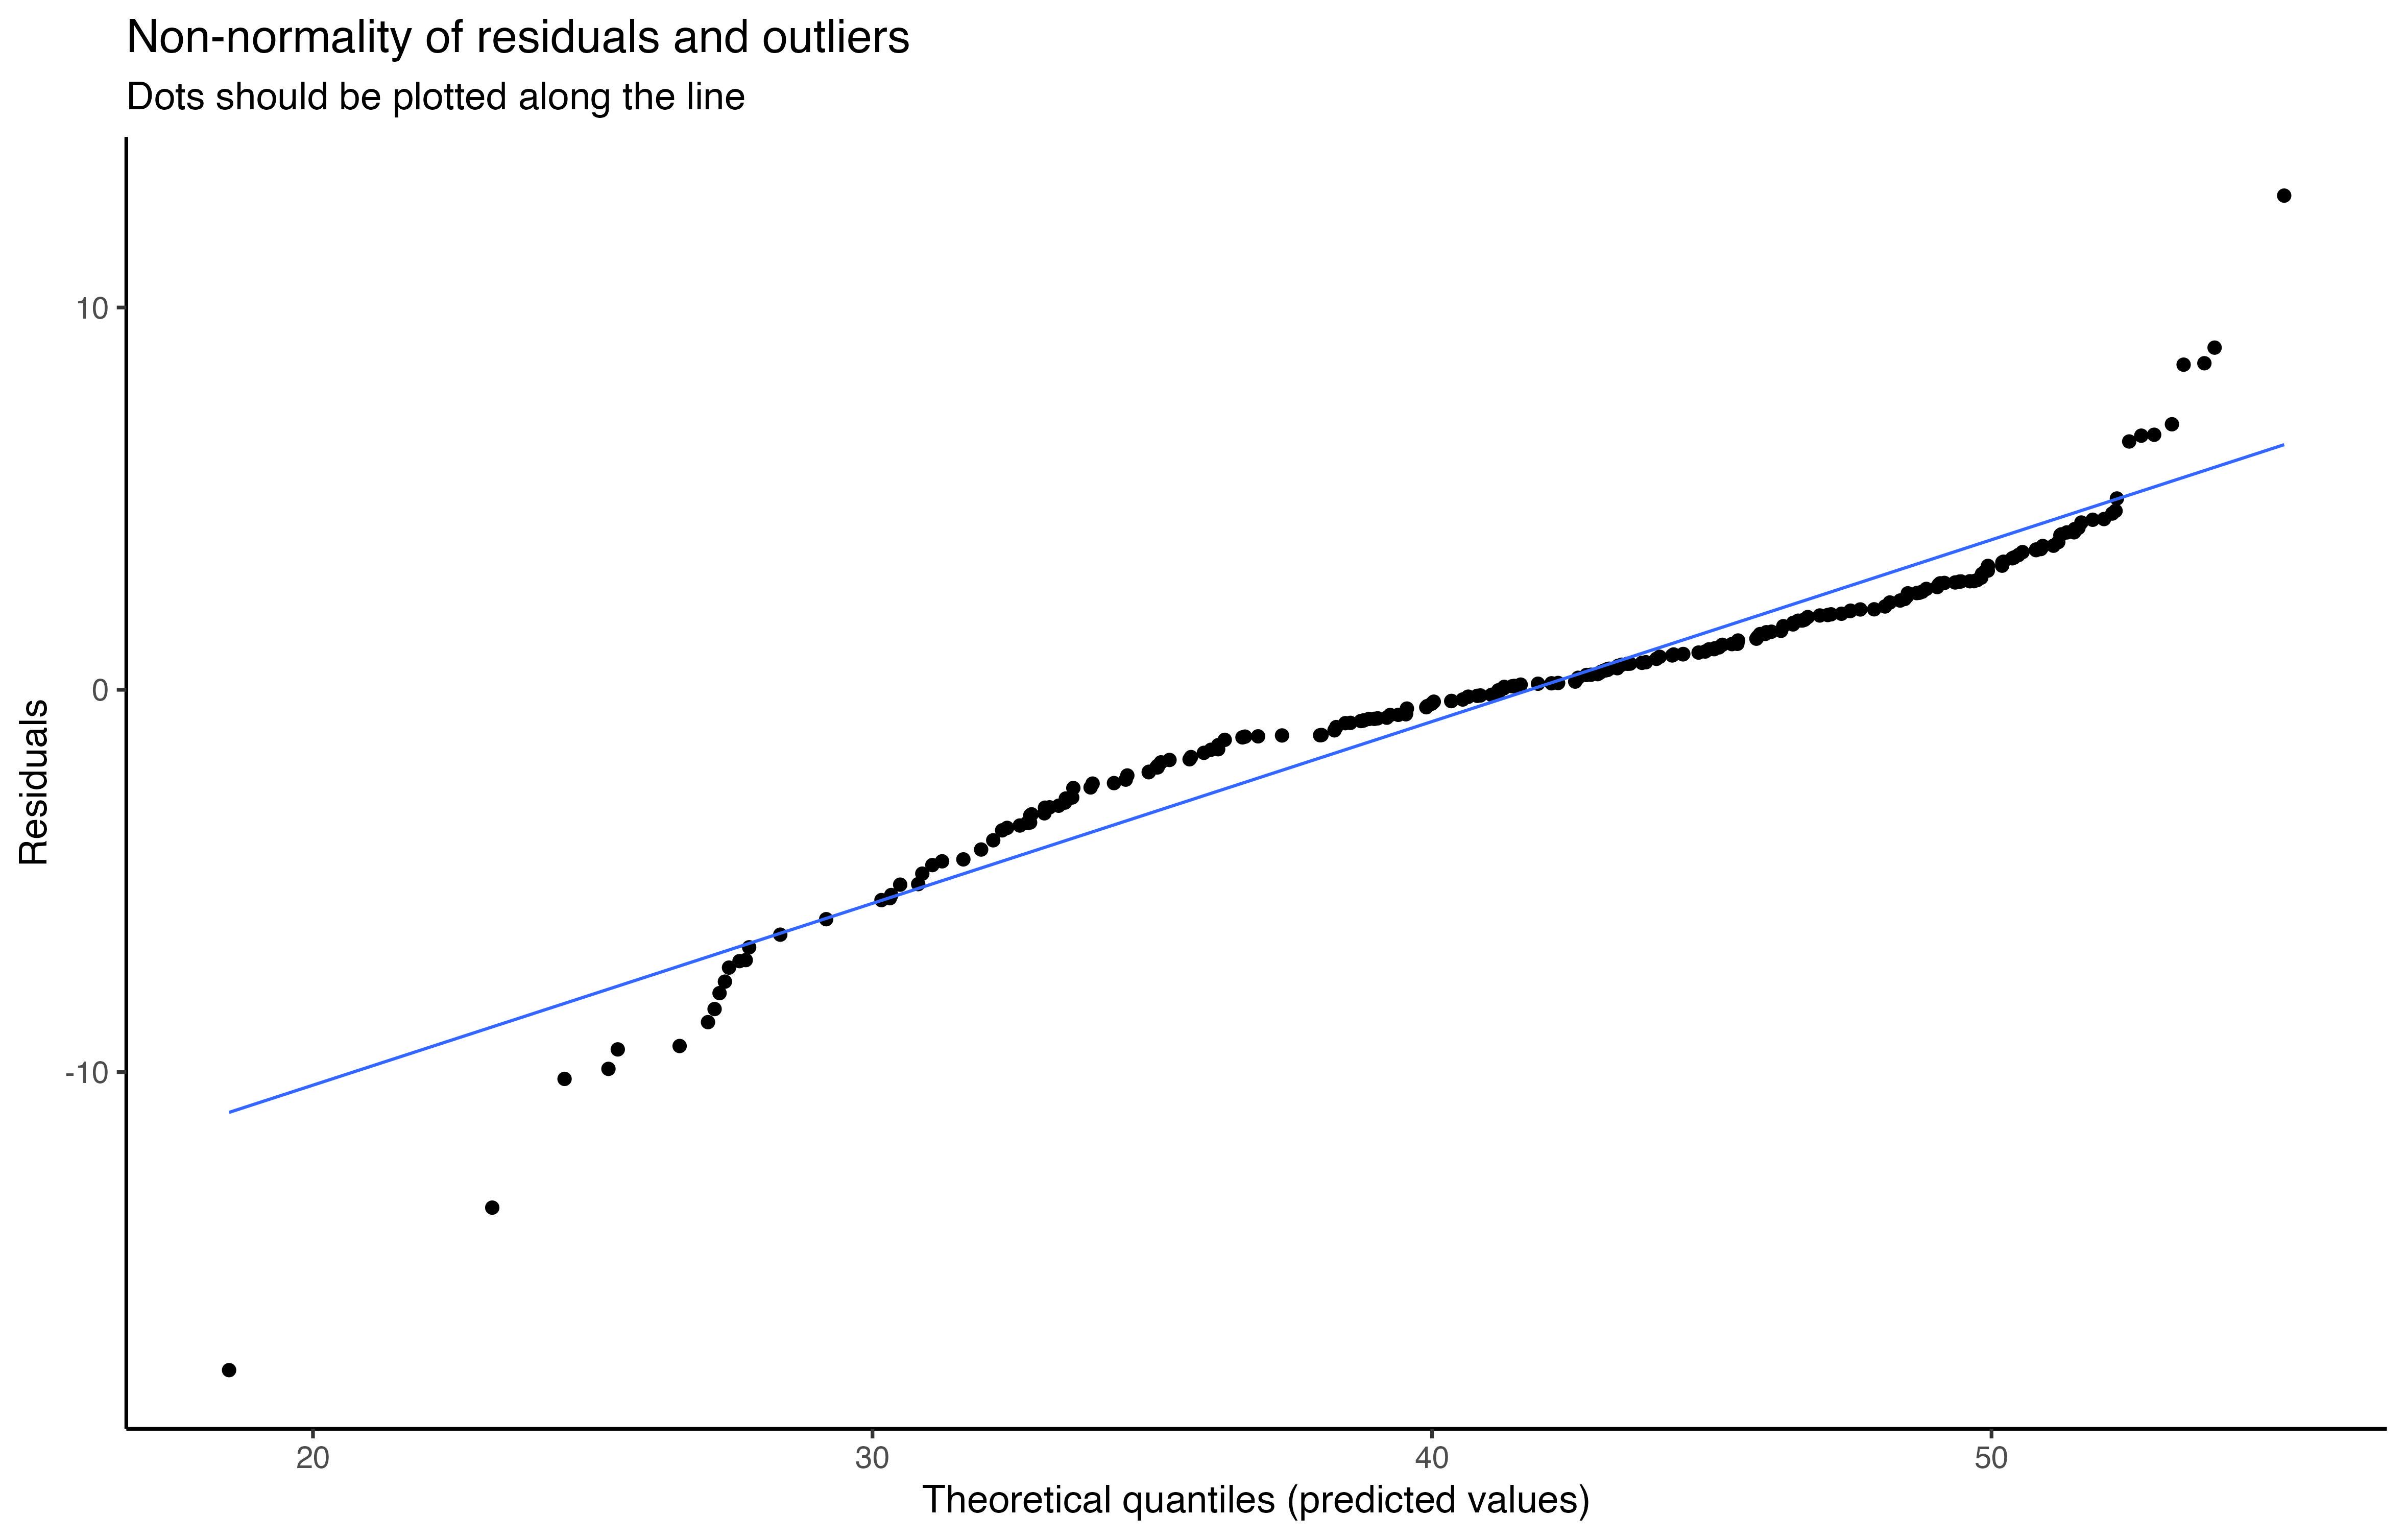 Non-normality of residuals and outliers
Dots should be plotted along the line
10
0
-10
Residuals
20
30
40
50
Theoretical quantiles (predicted values)